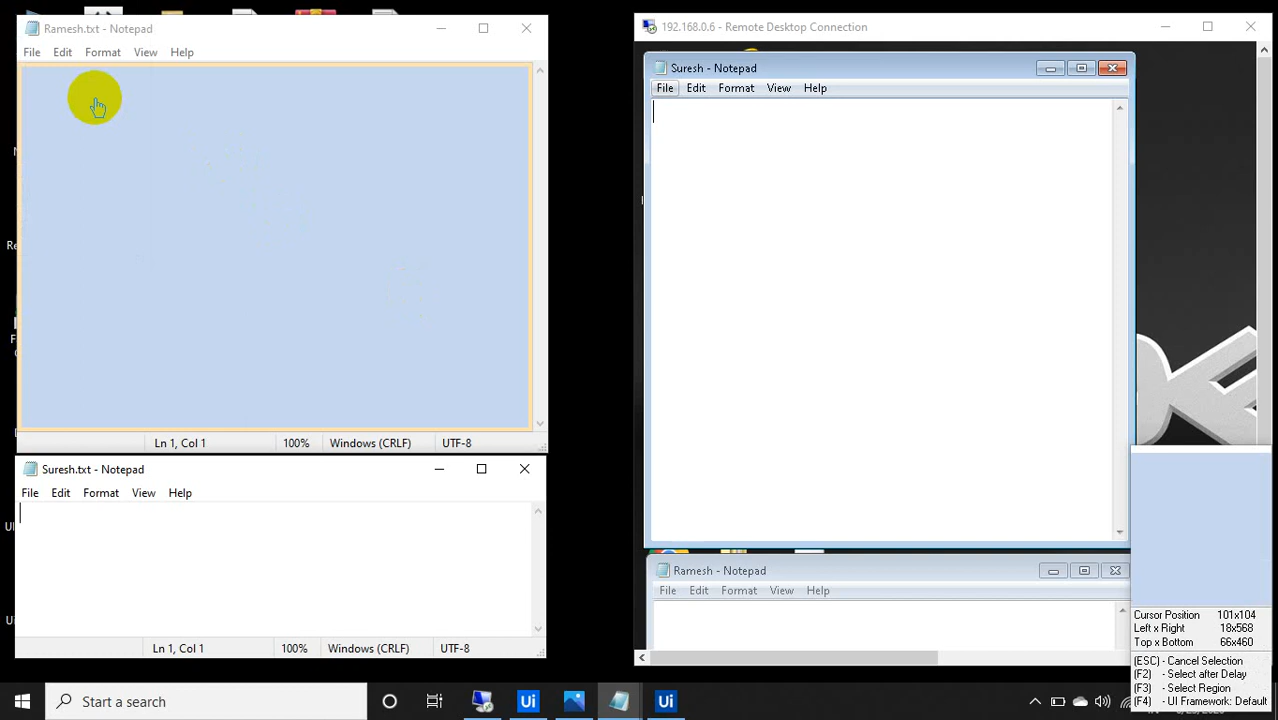 Ramesh.txt - Notepad
File Edit Format View Help
Ln 1, Col 1 100% Windows (CRLF) UTF-8
Suresh.txt - Notepad
File Edit Format View Help
Ln 1, Col 1 100% Windows (CRLF) UTF-8
192.168.0.6 - Remote Desktop Connection
Suresh - Notepad
File Edit Format View Help
Ramesh - Notepad
File Edit Format View Help
Cursor Position 101x104
Left x Right 18x568
Top x Bottom 66x460
(ESC) - Cancel Selection
(F2) - Select after Delay
(F3) - Select Region
(F4) - UI Framework: Default
Start a search
Ui
Ui